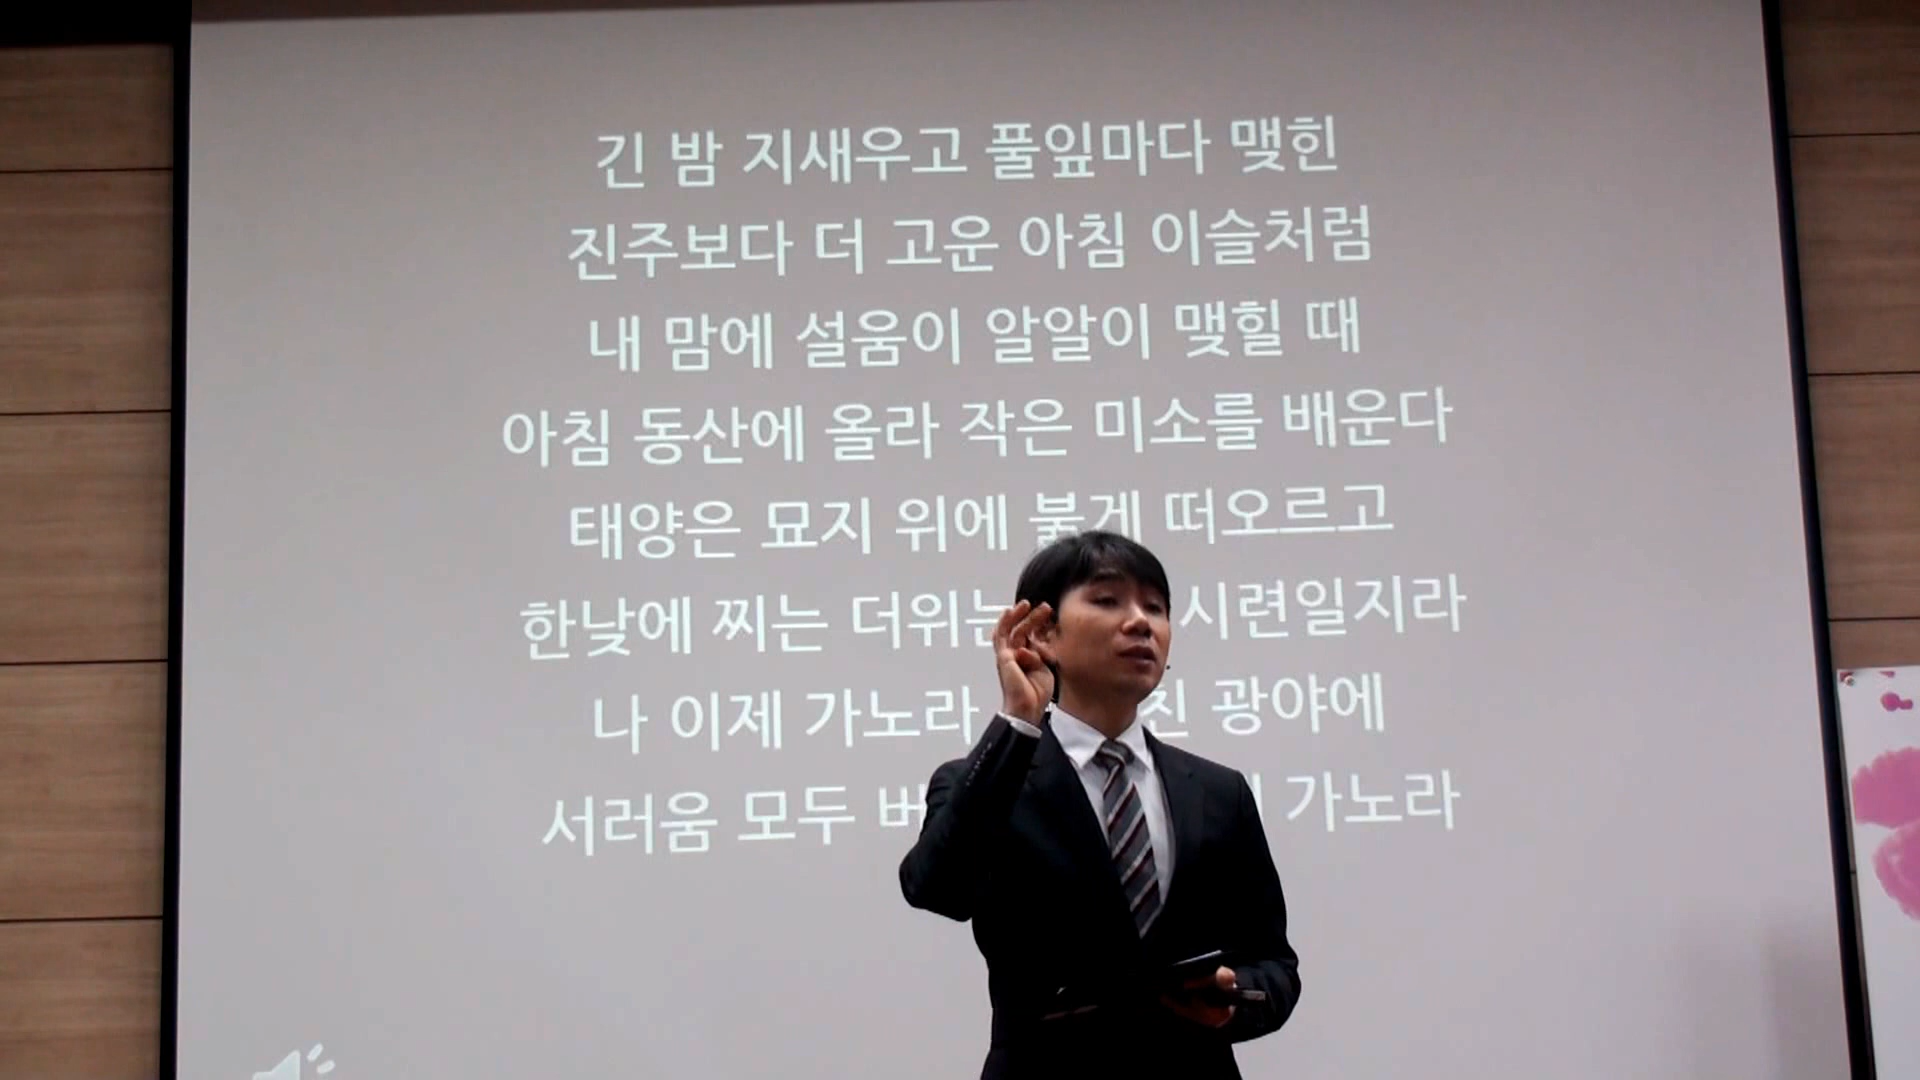 긴 밤 지새우고 풀잎마다 맺힌
진주보다 더 고운 아침 이슬처럼
내 맘에 설움이 알알이 맺힐 때
아침 동산에 올라 작은 미소를 배운다
태양은 묘지 위에 붉게 떠오르고
한낮에 찌는 더위는 시련일지라
나 이제 가노라 친 광야에
서러움 모두 가노라